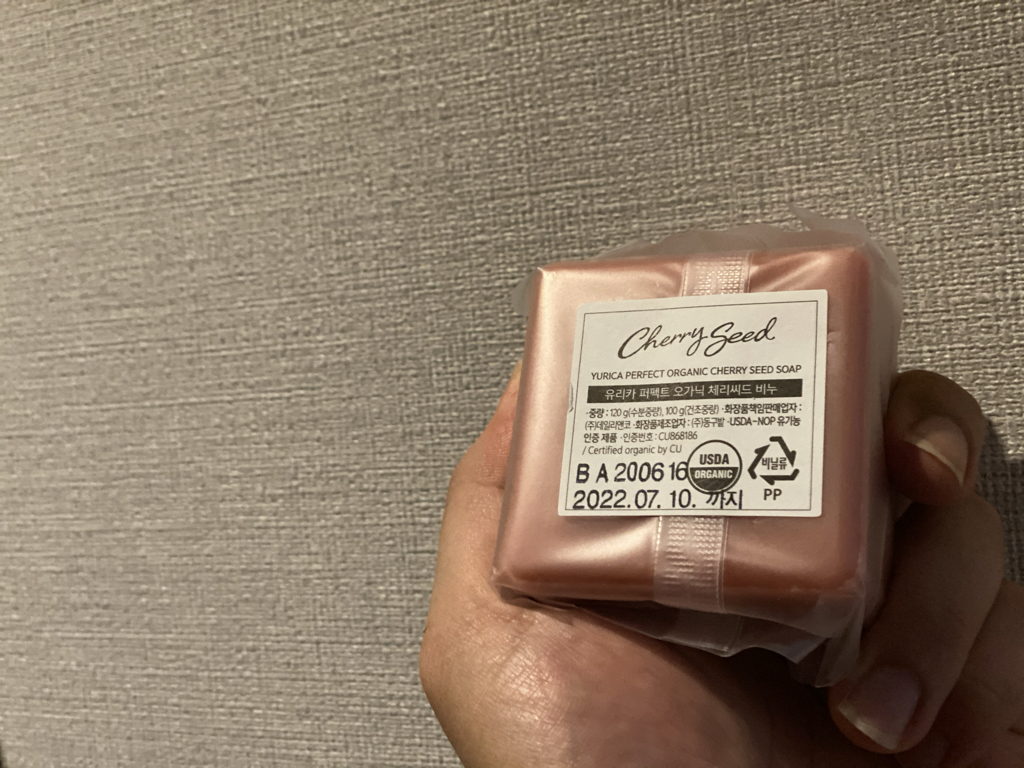 Cherry Seed
YURICA PERFECT ORGANIC CHERRY SEED SOAP
유리카 퍼펙트 오가닉 체리씨드 비누
·중량 : 120 g(수분중량), 100 g(건조중량) ·화장품책임판매업자 :
(주)데일리앤코 ·화장품제조업자 : (주)동구밭 ·USDA-NOP 유기농
인증 제품 ·인증번호 : CU868186
/ Certified organic by CU
USDA
ORGANIC
비닐류
PP
B A 200616
2022.07.10. 까지